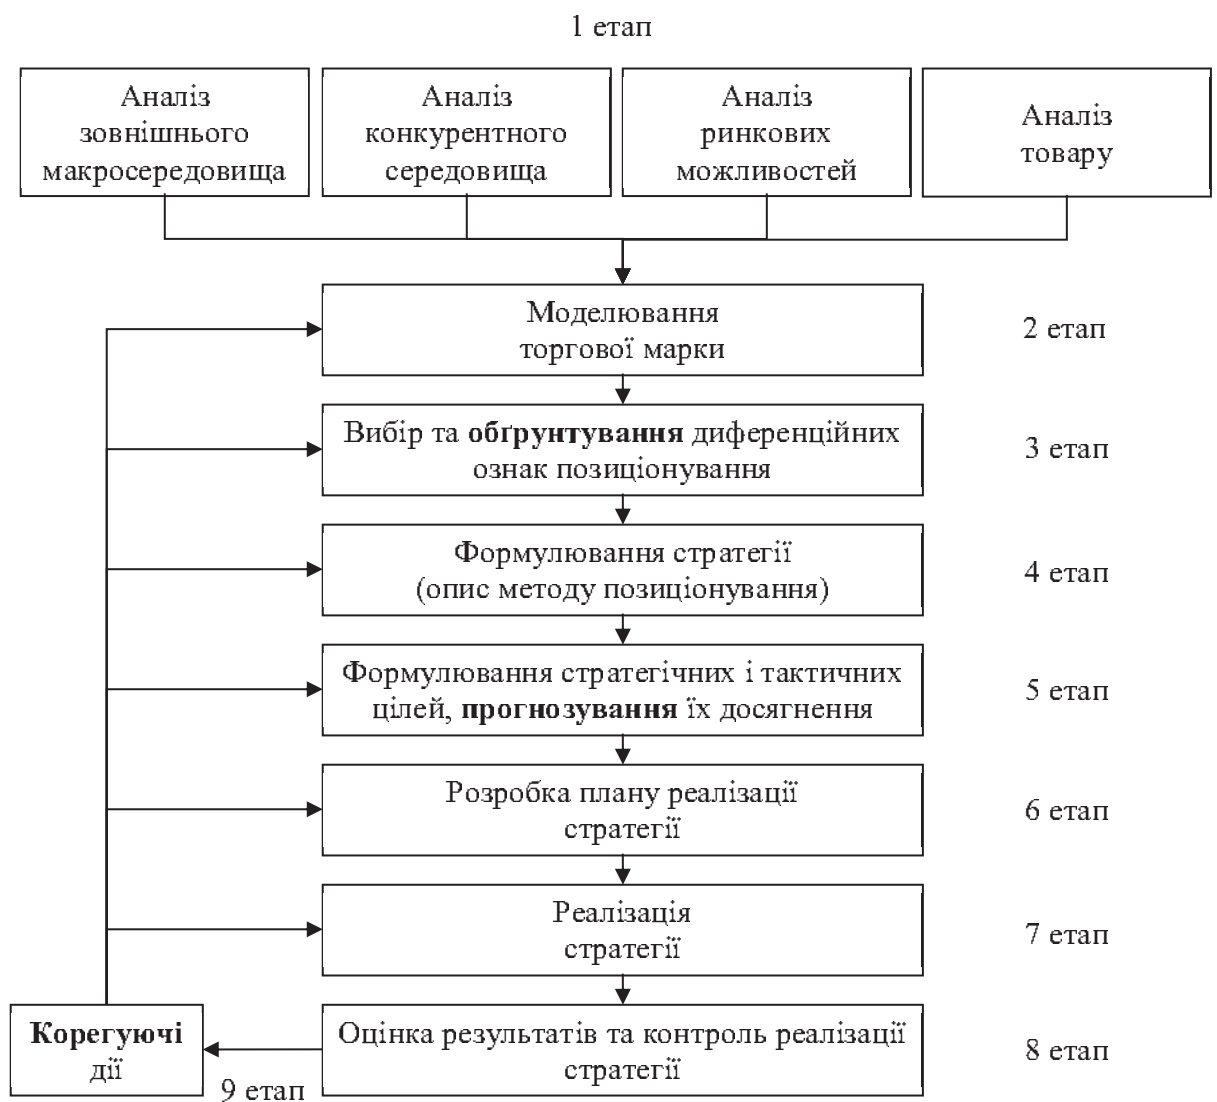 1 етап
Аналіз
зовнішнього
макросередовища
Аналіз
конкурентного
середовища
Аналіз
ринкових
можливостей
Аналіз
товару
Моделювання
торгової марки
2 етап
Вибір та обґрунтування диференційних
ознак позиціонування
3 етап
Формулювання стратегії
(опис методу позиціонування)
4 етап
Формулювання стратегічних і тактичних
цілей, прогнозування їх досягнення
5 етап
Розробка плану реалізації
стратегії
6 етап
Реалізація
стратегії
7 етап
Корегуючі
дії
9 етап
Оцінка результатів та контроль реалізації
стратегії
8 етап